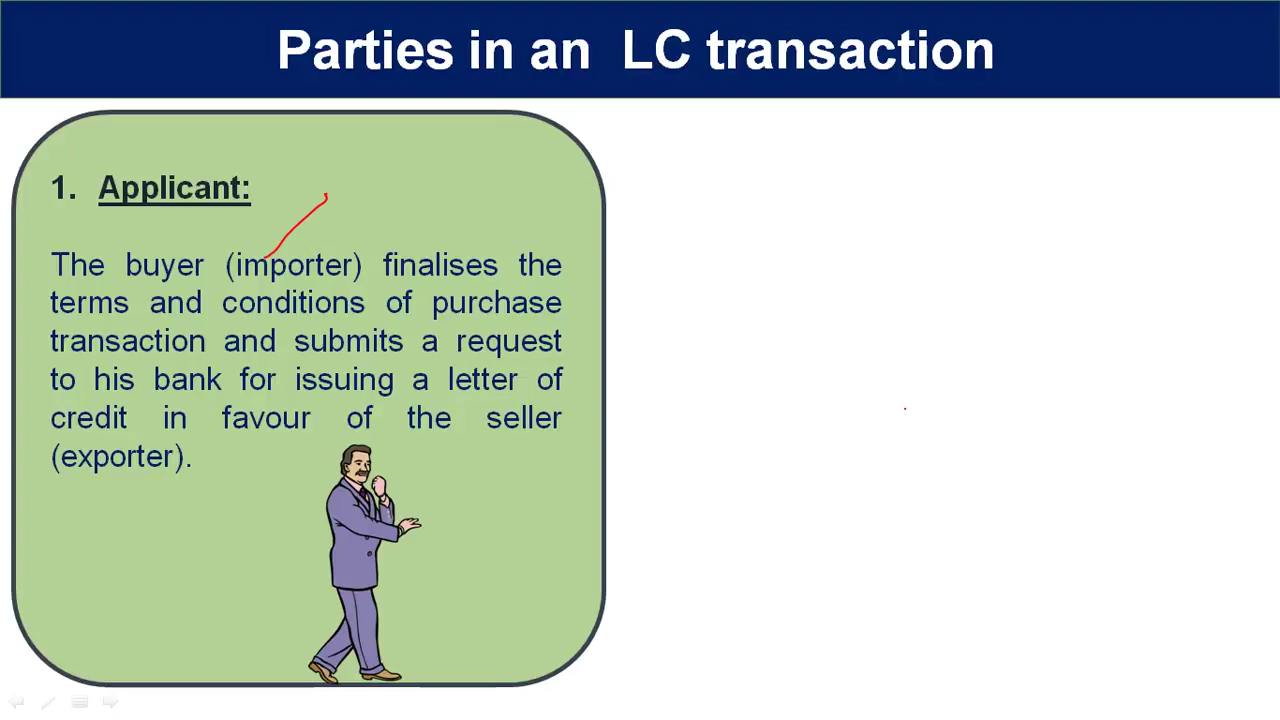 Parties in an LC transaction
1. Applicant:
The buyer (importer) finalises the
terms and conditions of purchase
transaction and submits a request
to his bank for issuing a letter of
credit in favour of the seller
(exporter).